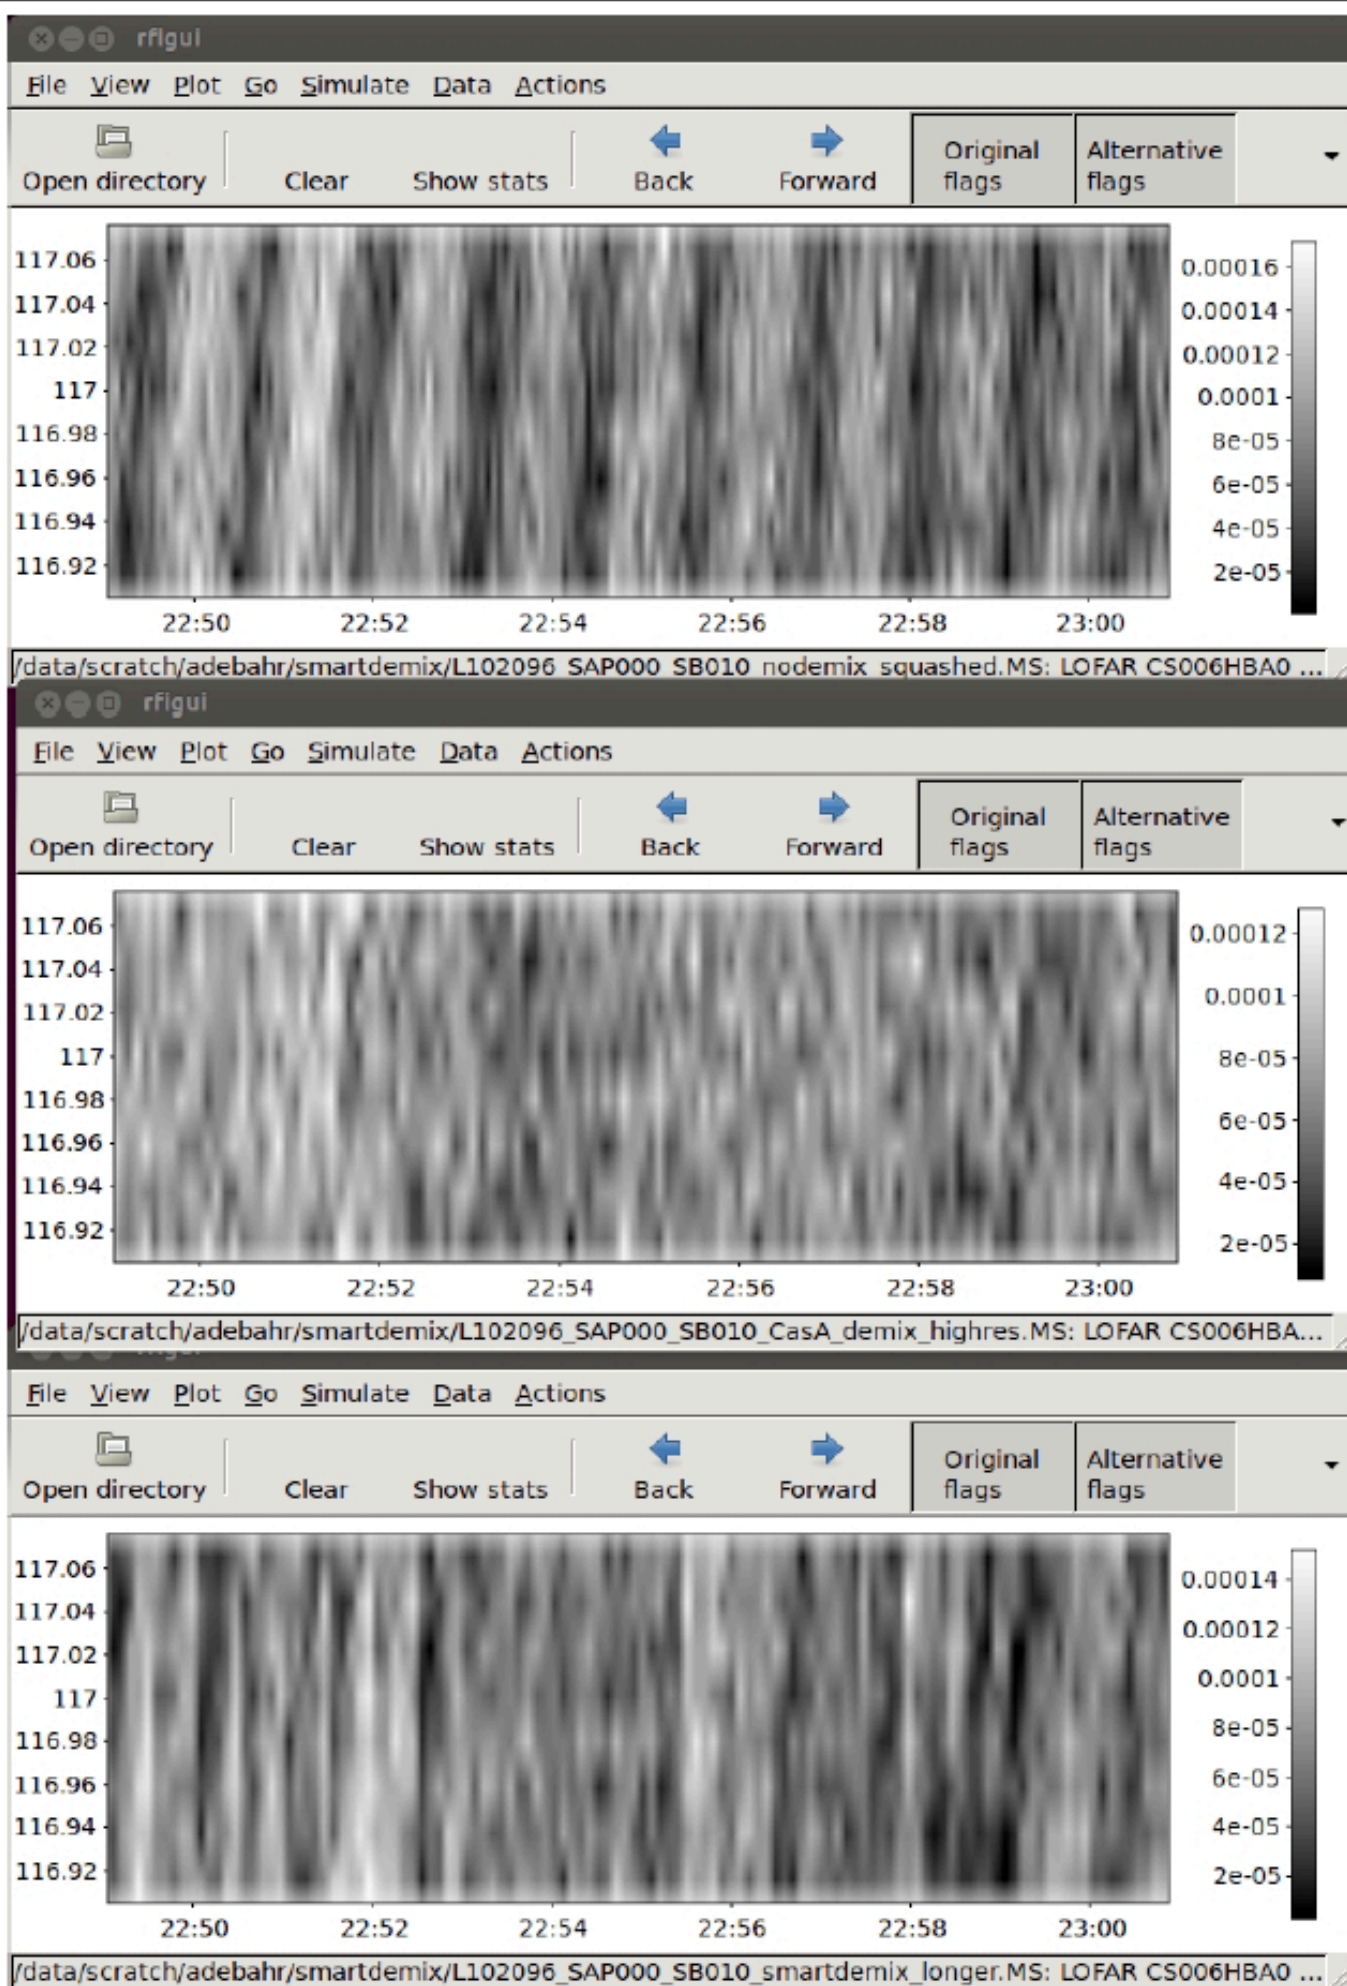 rfigui
File View Plot Go Simulate Data Actions
Open directory Clear Show stats Back Forward Original flags Alternative flags
117.06
117.04
117.02
117
116.98
116.96
116.94
116.92
0.00016
0.00014
0.00012
0.0001
8e-05
6e-05
4e-05
2e-05
22:50 22:52 22:54 22:56 22:58 23:00
/data/scratch/adebahr/smartdemix/L102096_SAP000_SB010_nodemix_squashed.MS: LOFAR CS006HBA0 ...
rfigui
File View Plot Go Simulate Data Actions
Open directory Clear Show stats Back Forward Original flags Alternative flags
117.06
117.04
117.02
117
116.98
116.96
116.94
116.92
0.00012
0.0001
8e-05
6e-05
4e-05
2e-05
22:50 22:52 22:54 22:56 22:58 23:00
/data/scratch/adebahr/smartdemix/L102096_SAP000_SB010_CasA_demix_highres.MS: LOFAR CS006HBA...
File View Plot Go Simulate Data Actions
Open directory Clear Show stats Back Forward Original flags Alternative flags
117.06
117.04
117.02
117
116.98
116.96
116.94
116.92
0.00014
0.00012
0.0001
8e-05
6e-05
4e-05
2e-05
22:50 22:52 22:54 22:56 22:58 23:00
/data/scratch/adebahr/smartdemix/L102096_SAP000_SB010_smartdemix_longer.MS: LOFAR CS006HBA0 ...